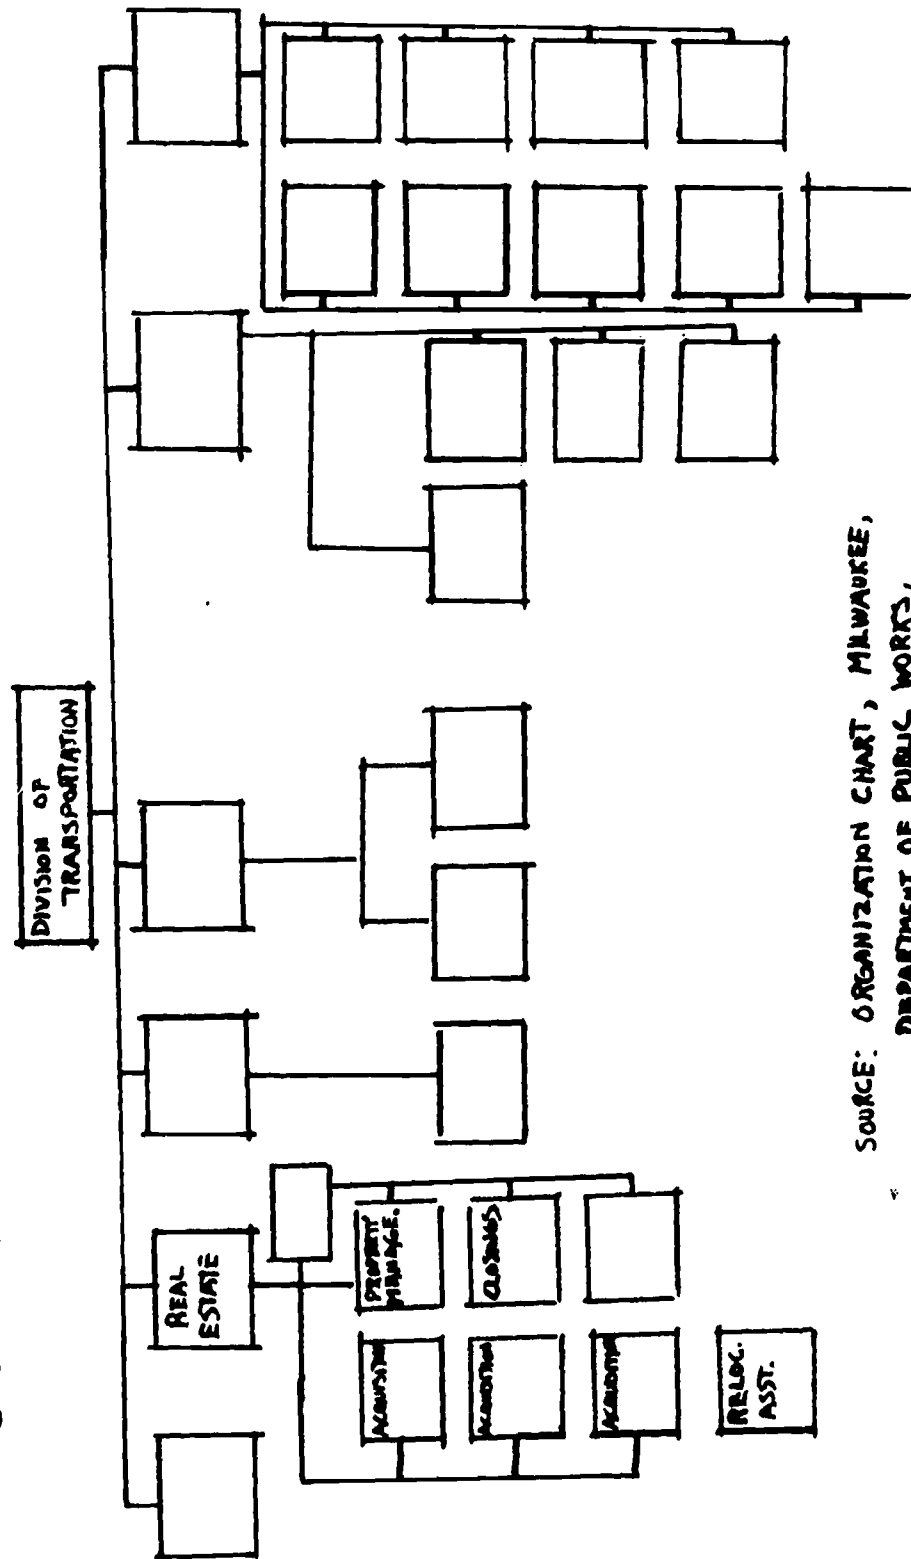 DIVISION OF
TRANSPORTATION
REAL
ESTATE
PROPERTY
MANAGE.
CLOSINGS
ACQUISITION
ACQUISITION
ACQUISITION
RELOC.
ASST.
SOURCE: ORGANIZATION CHART, MILWAUKEE,
DEPARTMENT OF PUBLIC WORKS,